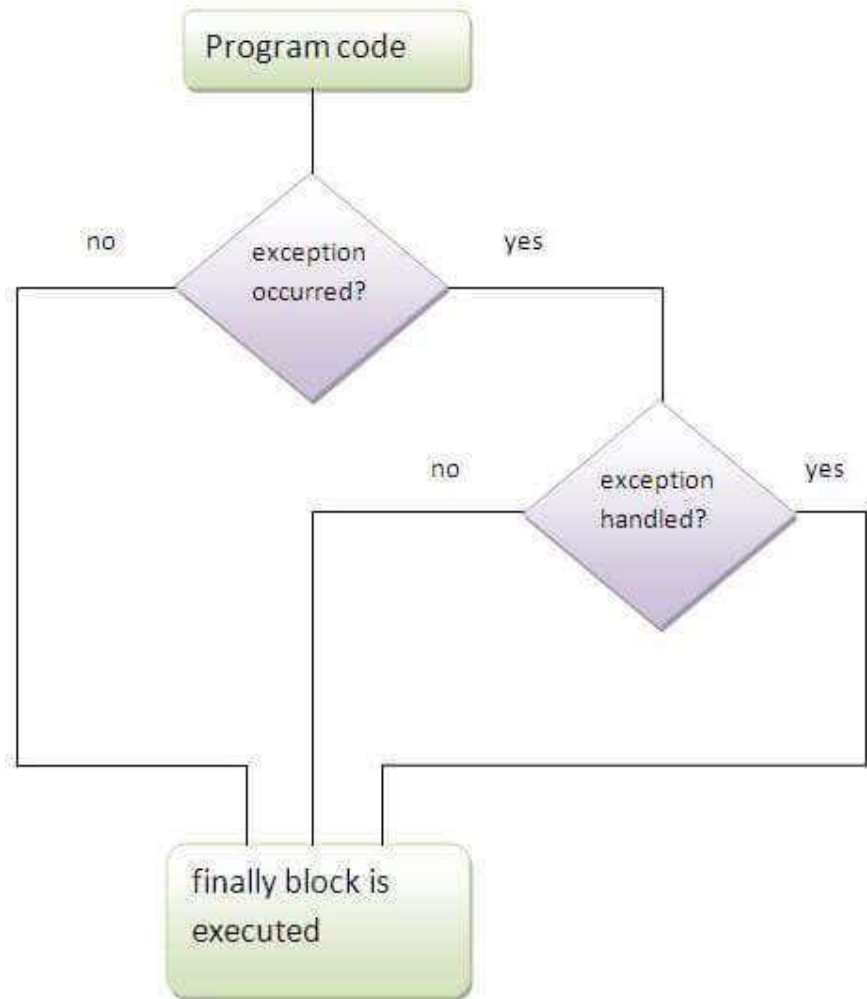 Program code
no
yes
exception
occurred?
no
yes
exception
handled?
finally block is
executed